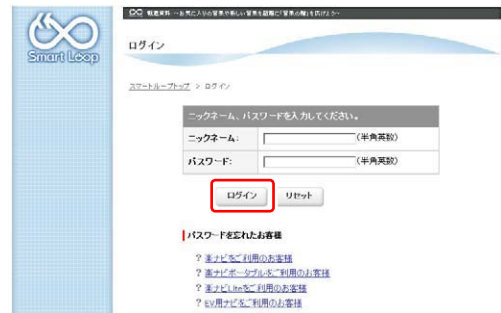 Smart Loop
ログイン
スマートループトップ > ログイン
ニックネーム、パスワードを入力してください。
ニックネーム: (半角英数)
パスワード: (半角英数)
ログイン リセット
パスワードを忘れたお客様
? 楽ナビをご利用のお客様
? 楽ナビポータブルをご利用のお客様
? 楽ナビLiteをご利用のお客様
? EV用ナビをご利用のお客様